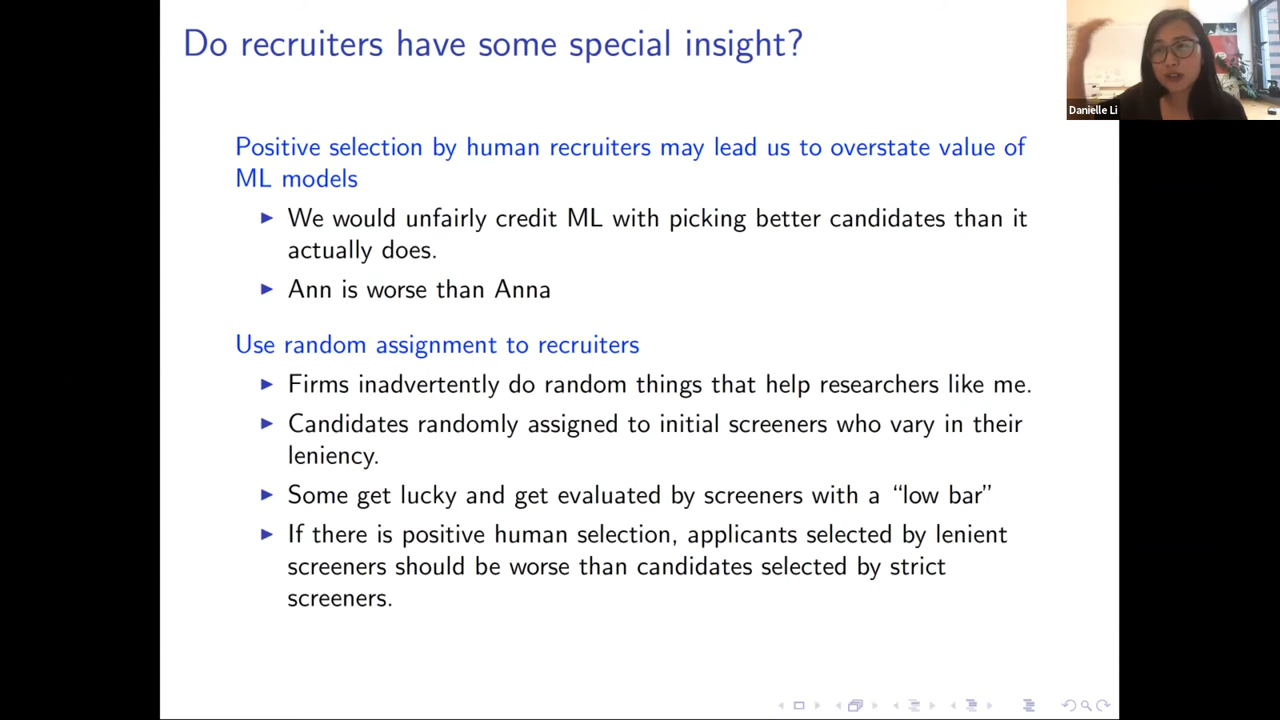 Do recruiters have some special insight?
Danielle Li
Positive selection by human recruiters may lead us to overstate value of
ML models
We would unfairly credit ML with picking better candidates than it
actually does.
Ann is worse than Anna
Use random assignment to recruiters
Firms inadvertently do random things that help researchers like me.
Candidates randomly assigned to initial screeners who vary in their
leniency.
Some get lucky and get evaluated by screeners with a “low bar”
If there is positive human selection, applicants selected by lenient
screeners should be worse than candidates selected by strict
screeners.